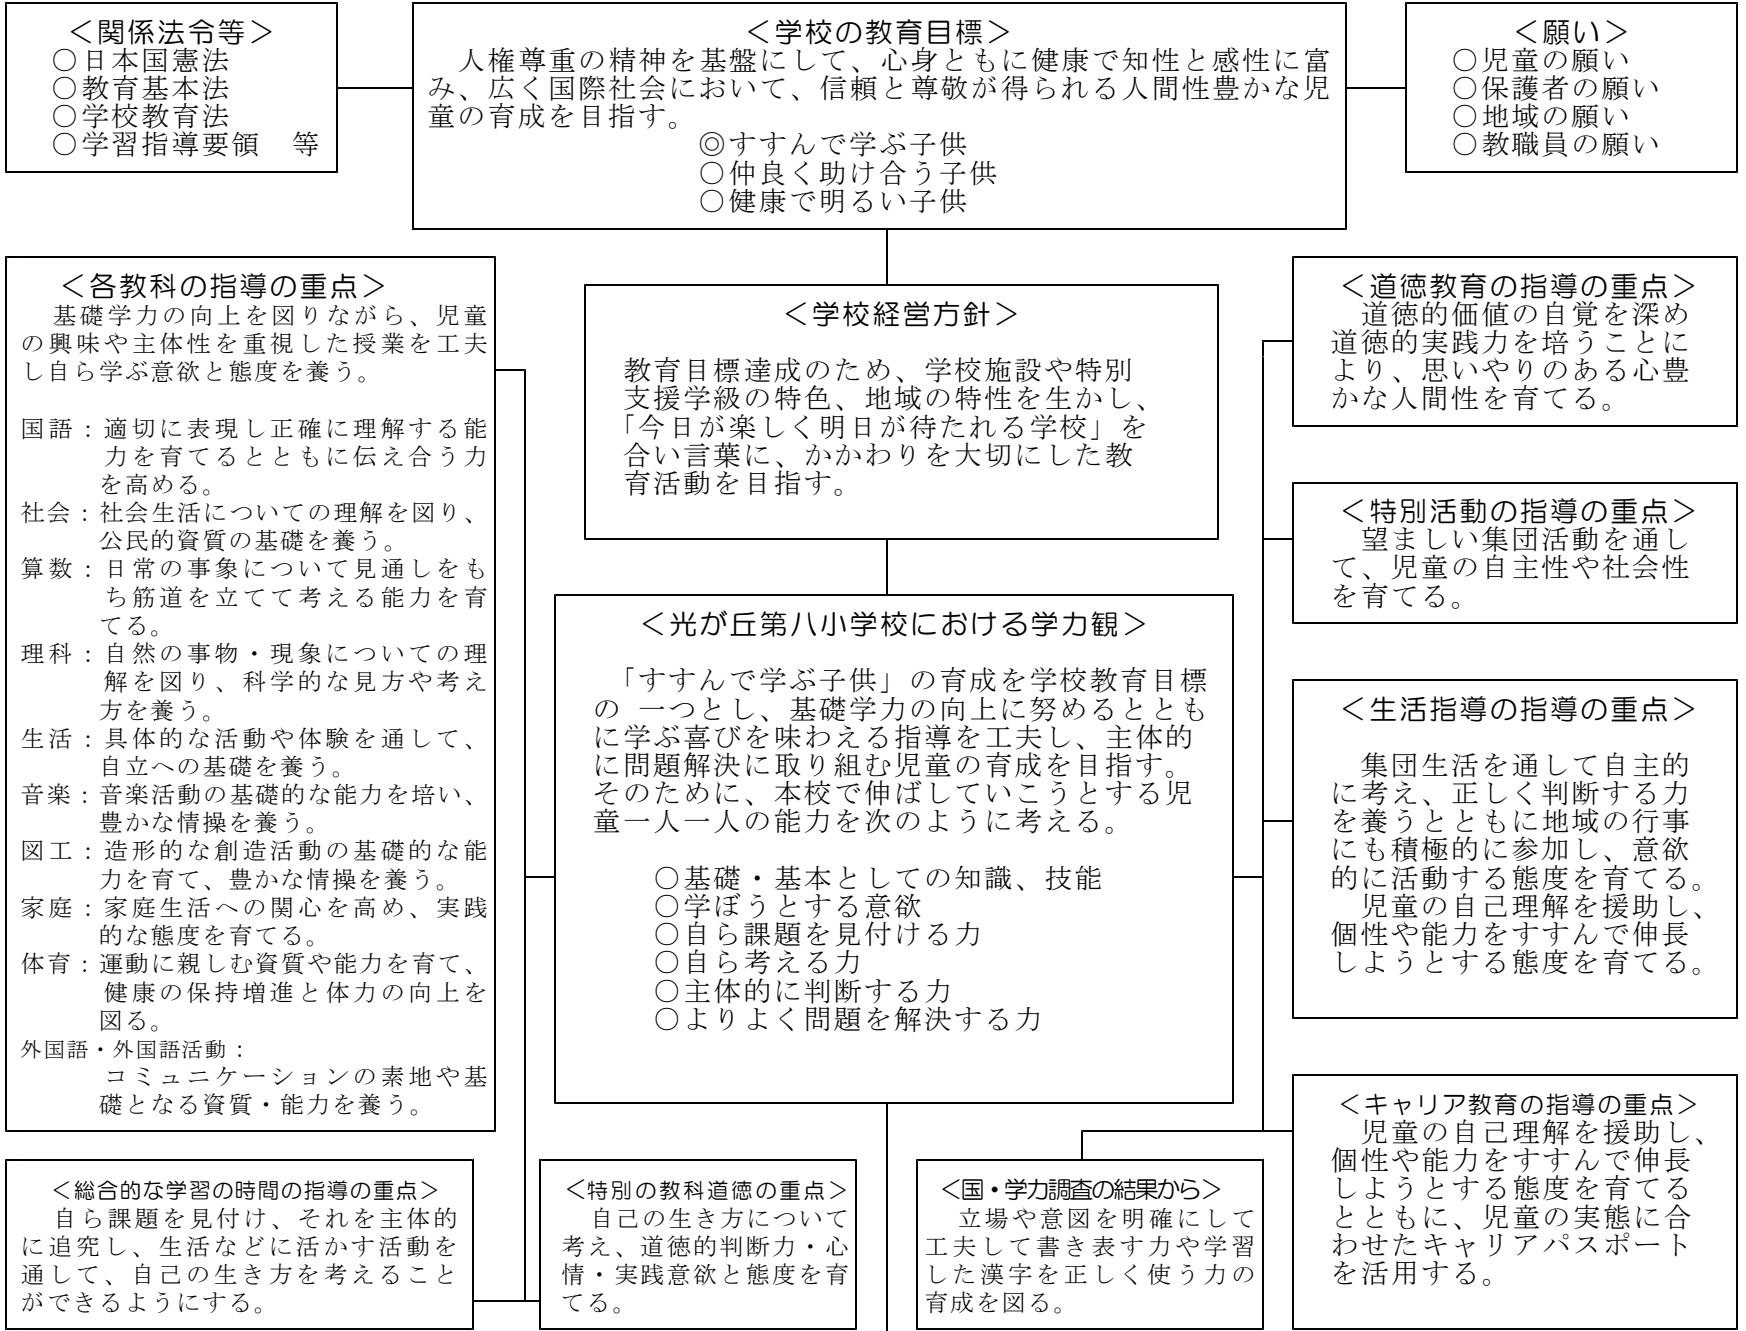 ＜関係法令等＞
○日本国憲法
○教育基本法
○学校教育法
○学習指導要領　等
＜学校の教育目標＞
人権尊重の精神を基盤にして、心身ともに健康で知性と感性に富
み、広く国際社会において、信頼と尊敬が得られる人間性豊かな児
童の育成を目指す。
◎すすんで学ぶ子供
○仲良く助け合う子供
○健康で明るい子供
＜願い＞
○児童の願い
○保護者の願い
○地域の願い
○教職員の願い
＜各教科の指導の重点＞
基礎学力の向上を図りながら、児童
の興味や主体性を重視した授業を工夫
し自ら学ぶ意欲と態度を養う。
国語：適切に表現し正確に理解する能
力を育てるとともに伝え合う力
を高める。
社会：社会生活についての理解を図り、
公民的資質の基礎を養う。
算数：日常の事象について見通しをも
ち筋道を立てて考える能力を育
てる。
理科：自然の事物・現象についての理
解を図り、科学的な見方や考え
方を養う。
生活：具体的な活動や体験を通して、
自立への基礎を養う。
音楽：音楽活動の基礎的な能力を培い、
豊かな情操を養う。
図工：造形的な創造活動の基礎的な能
力を育て、豊かな情操を養う。
家庭：家庭生活への関心を高め、実践
的な態度を育てる。
体育：運動に親しむ資質や能力を育て、
健康の保持増進と体力の向上を
図る。
外国語・外国語活動：
コミュニケーションの素地や基
礎となる資質・能力を養う。
＜学校経営方針＞
教育目標達成のため、学校施設や特別
支援学級の特色、地域の特性を生かし、
「今日が楽しく明日が待たれる学校」を
合い言葉に、かかわりを大切にした教
育活動を目指す。
＜光が丘第八小学校における学力観＞
「すすんで学ぶ子供」の育成を学校教育目標
の 一つとし、基礎学力の向上に努めるととも
に学ぶ喜びを味わえる指導を工夫し、主体的
に問題解決に取り組む児童の育成を目指す。
そのために、本校で伸ばしていこうとする児
童一人一人の能力を次のように考える。
○基礎・基本としての知識、技能
○学ぼうとする意欲
○自ら課題を見付ける力
○自ら考える力
○主体的に判断する力
○よりよく問題を解決する力
＜道徳教育の指導の重点＞
道徳的価値の自覚を深め
道徳的実践力を培うことに
より、思いやりのある心豊
かな人間性を育てる。
＜特別活動の指導の重点＞
望ましい集団活動を通し
て、児童の自主性や社会性
を育てる。
＜生活指導の指導の重点＞
集団生活を通して自主的
に考え、正しく判断する力
を養うとともに地域の行事
にも積極的に参加し、意欲
的に活動する態度を育てる。
児童の自己理解を援助し、
個性や能力をすすんで伸長
しようとする態度を育てる。
＜キャリア教育の指導の重点＞
児童の自己理解を援助し、
個性や能力をすすんで伸長
しようとする態度を育てる
とともに、児童の実態に合
わせたキャリアパスポート
を活用する。
＜総合的な学習の時間の指導の重点＞
自ら課題を見付け、それを主体的
に追究し、生活などに活かす活動を
通して、自己の生き方を考えること
ができるようにする。
＜特別の教科道徳の重点＞
自己の生き方について
考え、道徳的判断力・心
情・実践意欲と態度を育
てる。
＜国・学力調査の結果から＞
立場や意図を明確にして
工夫して書き表す力や学習
した漢字を正しく使う力の
育成を図る。